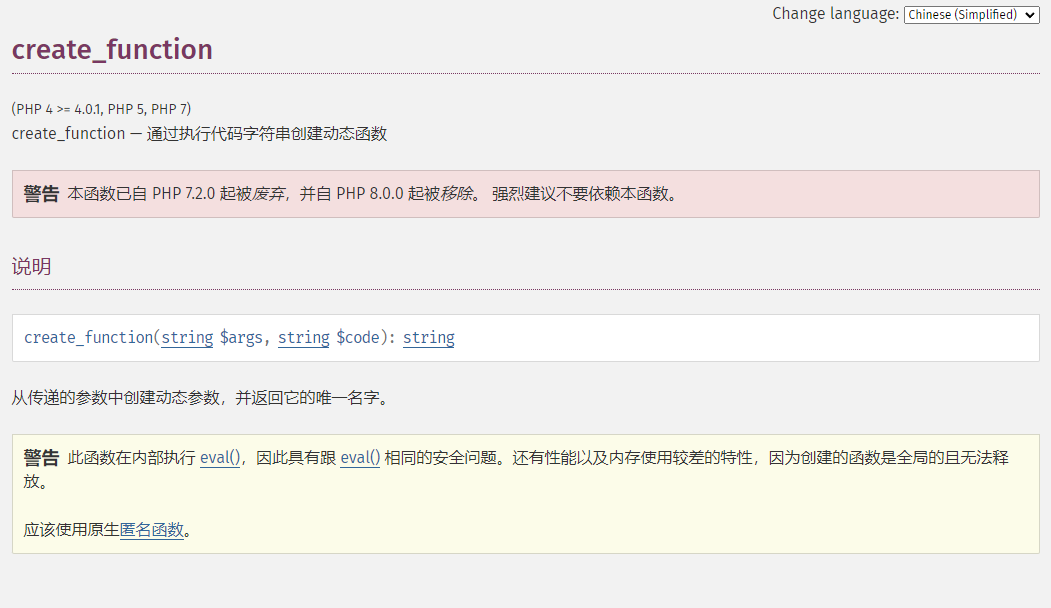 Change language: Chinese (Simplified)
create_function
(PHP 4 >= 4.0.1, PHP 5, PHP 7)
create_function — 通过执行代码字符串创建动态函数
警告 本函数已自 PHP 7.2.0 起被废弃，并自 PHP 8.0.0 起被移除。 强烈建议不要依赖本函数。
说明
create_function(string $args, string $code): string
从传递的参数中创建动态参数，并返回它的唯一名字。
警告 此函数在内部执行 eval()，因此具有跟 eval() 相同的安全问题。还有性能以及内存使用较差的特性，因为创建的函数是全局的且无法释
放。
应该使用原生匿名函数。